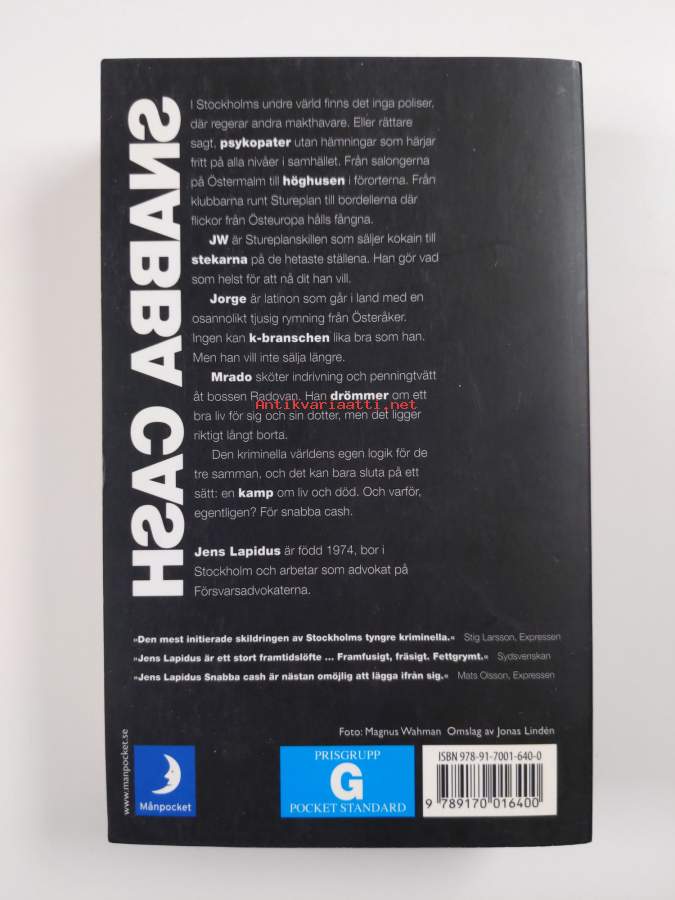 SNABBA CASH
I Stockholms undre värld finns det inga poliser,
där regerar andra makthavare. Eller rättare
sagt, psykopater utan hämningar som härjar
fritt på alla nivåer i samhället. Från salongerna
på Östermalm till höghusen i förorterna. Från
klubbarna runt Stureplan till bordellerna där
flickor från Östeuropa hålls fångna.
JW är Stureplanskillen som säljer kokain till
stekarna på de hetaste ställena. Han gör vad
som helst för att nå dit han vill.
Jorge är latinon som går i land med en
osannolikt tjusig rymning från Österåker.
Ingen kan k-branschen lika bra som han.
Men han vill inte sälja längre.
Mrado sköter indrivning och penningtvätt
åt bossen Radovan. Han drömmer om ett
Antikvariaatti.net
bra liv för sig och sin dotter, men det ligger
riktigt långt borta.
Den kriminella världens egen logik för de
tre samman, och det kan bara sluta på ett
sätt: en kamp om liv och död. Och varför,
egentligen? För snabba cash.
Jens Lapidus är född 1974, bor i
Stockholm och arbetar som advokat på
Försvarsadvokaterna.
»Den mest initierade skildringen av Stockholms tyngre kriminella.« Stig Larsson, Expressen
»Jens Lapidus är ett stort framtidslöfte ... Framfusigt, fräsigt. Fettgrymt.« Sydsvenskan
»Jens Lapidus Snabba cash är nästan omöjlig att lägga ifrån sig.« Mats Olsson, Expressen
Foto: Magnus Wahman Omslag av Jonas Lindén
www.manpocket.se
Månpocket
PRISGRUPP
G
POCKET STANDARD
ISBN 978-91-7001-640-0
9 789170 016400